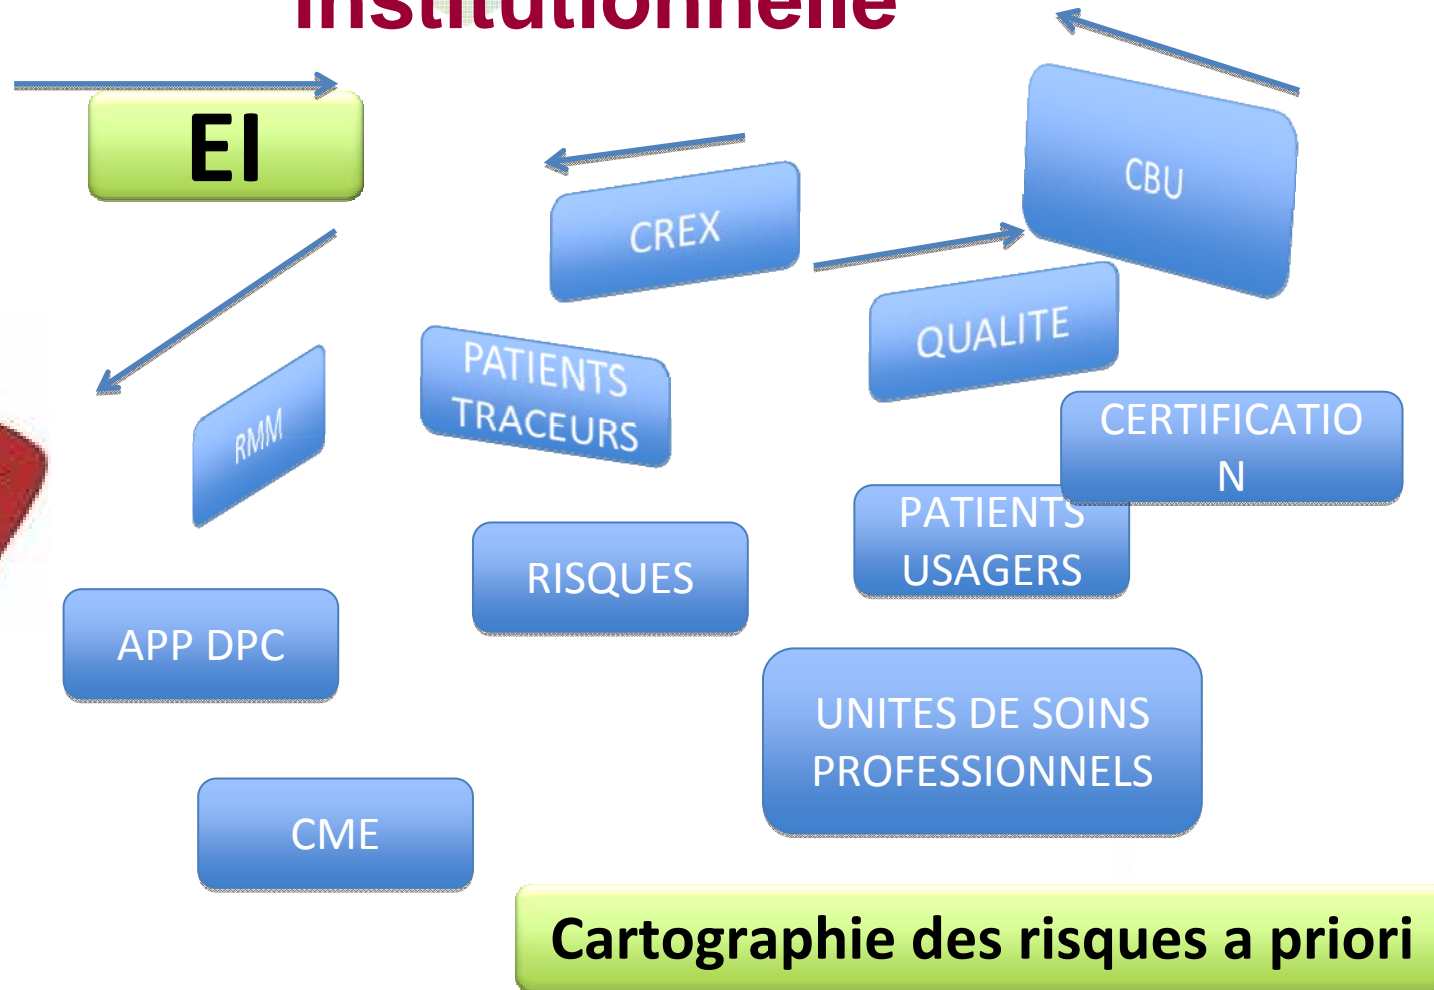 institutionnelle
EI
CBU
CREX
QUALITE
PATIENTS
TRACEURS
RMM
CERTIFICATIO
N
PATIENTS
USAGERS
RISQUES
APP DPC
UNITES DE SOINS
PROFESSIONNELS
CME
Cartographie des risques a priori